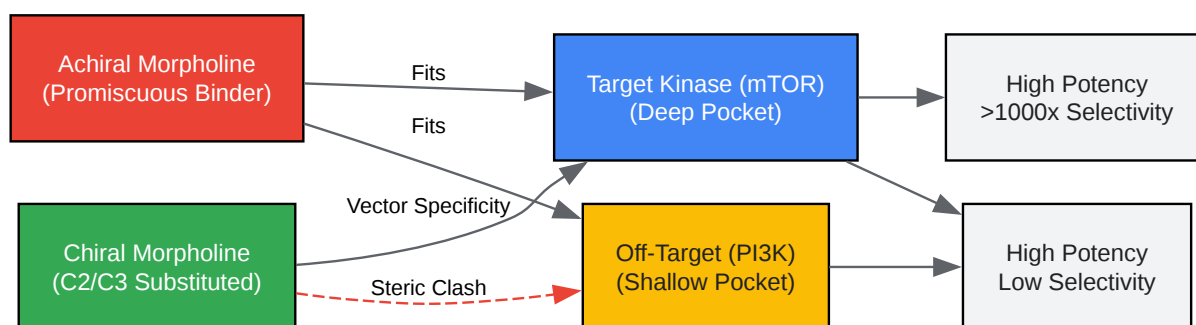 Achiral Morpholine
(Promiscuous Binder)
Fits
Fits
Target Kinase (mTOR)
(Deep Pocket)
High Potency
>1000x Selectivity
Chiral Morpholine
(C2/C3 Substituted)
Vector Specificity
Steric Clash
Off-Target (PI3K)
(Shallow Pocket)
High Potency
Low Selectivity